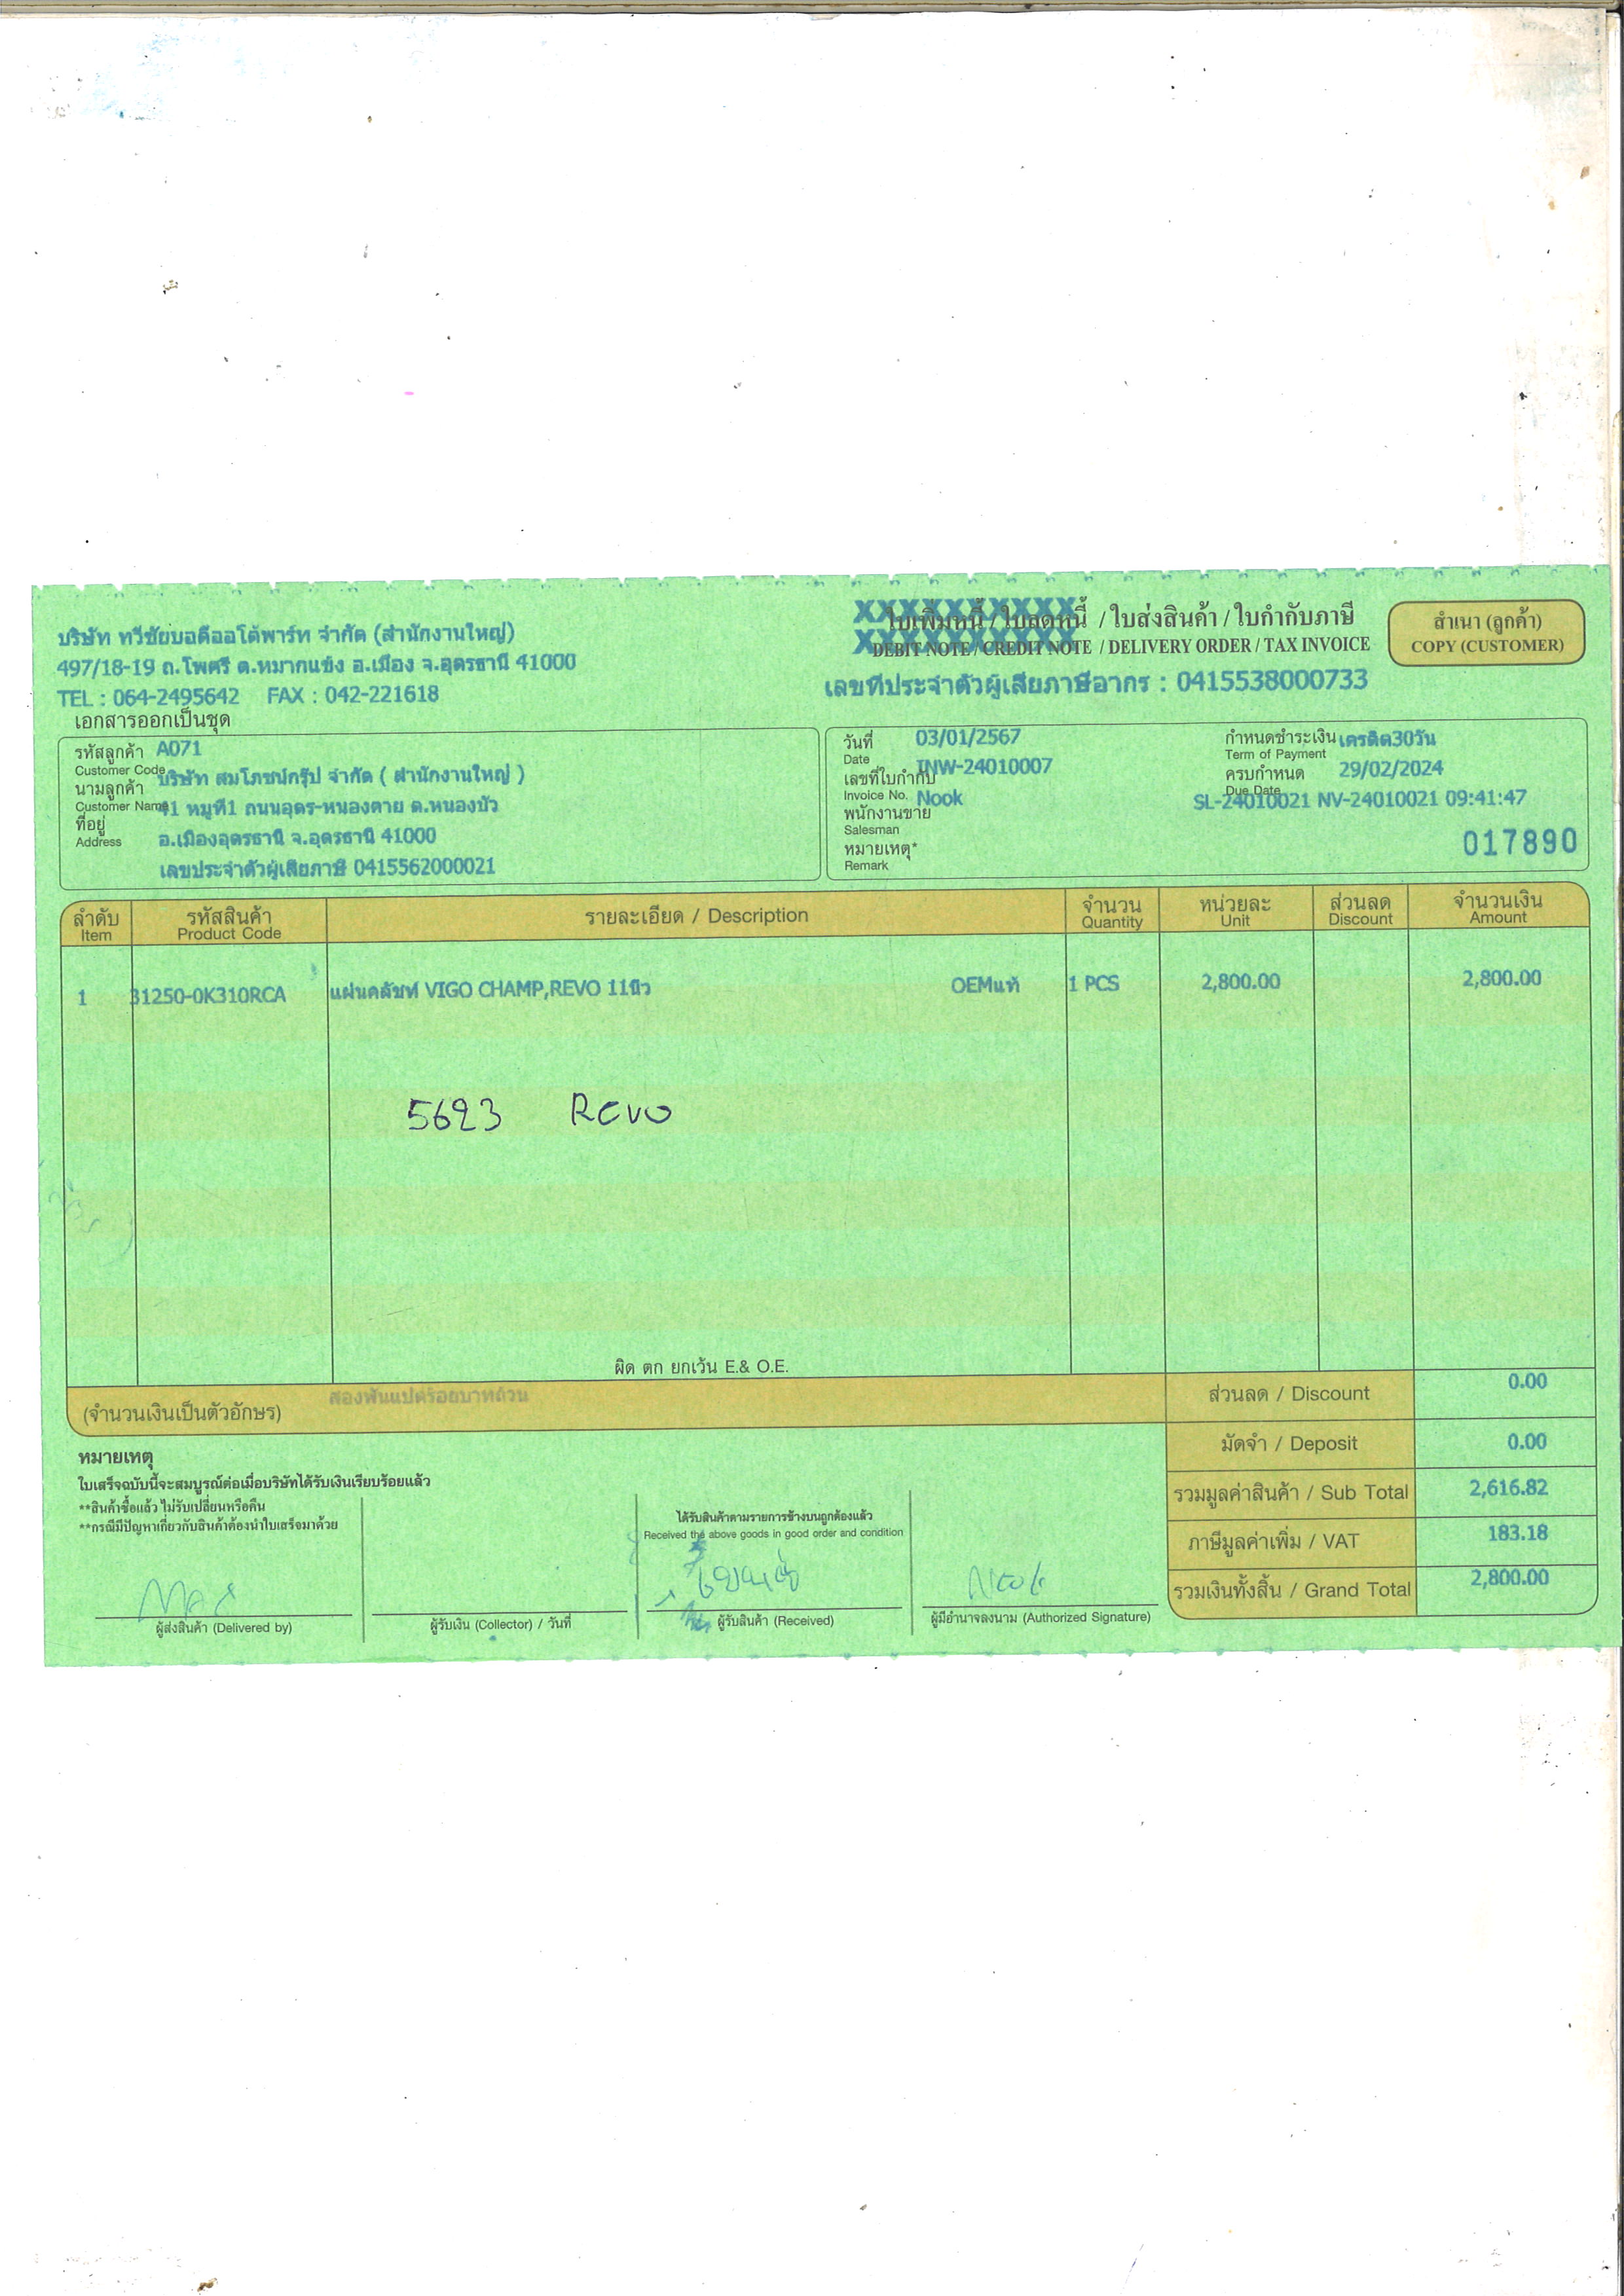 บริษัท ทวีชัยบอดีออโต้พาร์ท จำกัด (สำนักงานใหญ่)
497/18-19 ถ.โพศรี ต.หมากแข้ง อ.เมือง จ.อุดรธานี 41000
TEL : 064-2495642 FAX : 042-221618
เอกสารออกเป็นชุด
XXXXXXXXXX
ใบเพิ่มหนี้ / ใบลดหนี้ / ใบส่งสินค้า / ใบกำกับภาษี
XXXXXXXXXX
DEBIT NOTE / CREDIT NOTE / DELIVERY ORDER / TAX INVOICE
เลขที่ประจำตัวผู้เสียภาษีอากร : 0415538000733
สำเนา (ลูกค้า)
COPY (CUSTOMER)
รหัสลูกค้า A071
Customer Code
นามลูกค้า บริษัท สมโภชน์กรุ๊ป จำกัด ( สำนักงานใหญ่ )
Customer Name
ที่อยู่ 41 หมู่ที่1 ถนนอุดร-หนองตาย ต.หนองบัว
Address อ.เมืองอุดรธานี จ.อุดรธานี 41000
เลขประจำตัวผู้เสียภาษี 0415562000021
วันที่ 03/01/2567
Date
เลขที่ใบกำกับ INW-24010007
Invoice No.
พนักงานขาย Nook
Salesman
หมายเหตุ*
Remark
กำหนดชำระเงิน เครดิต30วัน
Term of Payment
ครบกำหนด 29/02/2024
Due Date
SL-24010021 NV-24010021 09:41:47
017890
ลำดับ รหัสสินค้า รายละเอียด / Description จำนวน หน่วยละ ส่วนลด จำนวนเงิน
Item Product Code Quantity Unit Discount Amount
1 31250-0K310RCA แผ่นคลัชท์ VIGO CHAMP,REVO 11นิ้ว OEMแท้ 1 PCS 2,800.00 2,800.00
5623 REVO
ผิด ตก ยกเว้น E.& O.E.
(จำนวนเงินเป็นตัวอักษร) สองพันแปดร้อยบาทถ้วน
ส่วนลด / Discount 0.00
มัดจำ / Deposit 0.00
รวมมูลค่าสินค้า / Sub Total 2,616.82
ภาษีมูลค่าเพิ่ม / VAT 183.18
รวมเงินทั้งสิ้น / Grand Total 2,800.00
หมายเหตุ
ใบเสร็จฉบับนี้จะสมบูรณ์ต่อเมื่อบริษัทได้รับเงินเรียบร้อยแล้ว
**สินค้าซื้อแล้ว ไม่รับเปลี่ยนหรือคืน
**กรณีมีปัญหาเกี่ยวกับสินค้าต้องนำใบเสร็จมาด้วย
ได้รับสินค้าตามรายการข้างบนถูกต้องแล้ว
Received the above goods in good order and condition
Nook
ผู้ส่งสินค้า (Delivered by)
ผู้รับเงิน (Collector) / วันที่
ผู้รับสินค้า (Received)
ผู้มีอำนาจลงนาม (Authorized Signature)